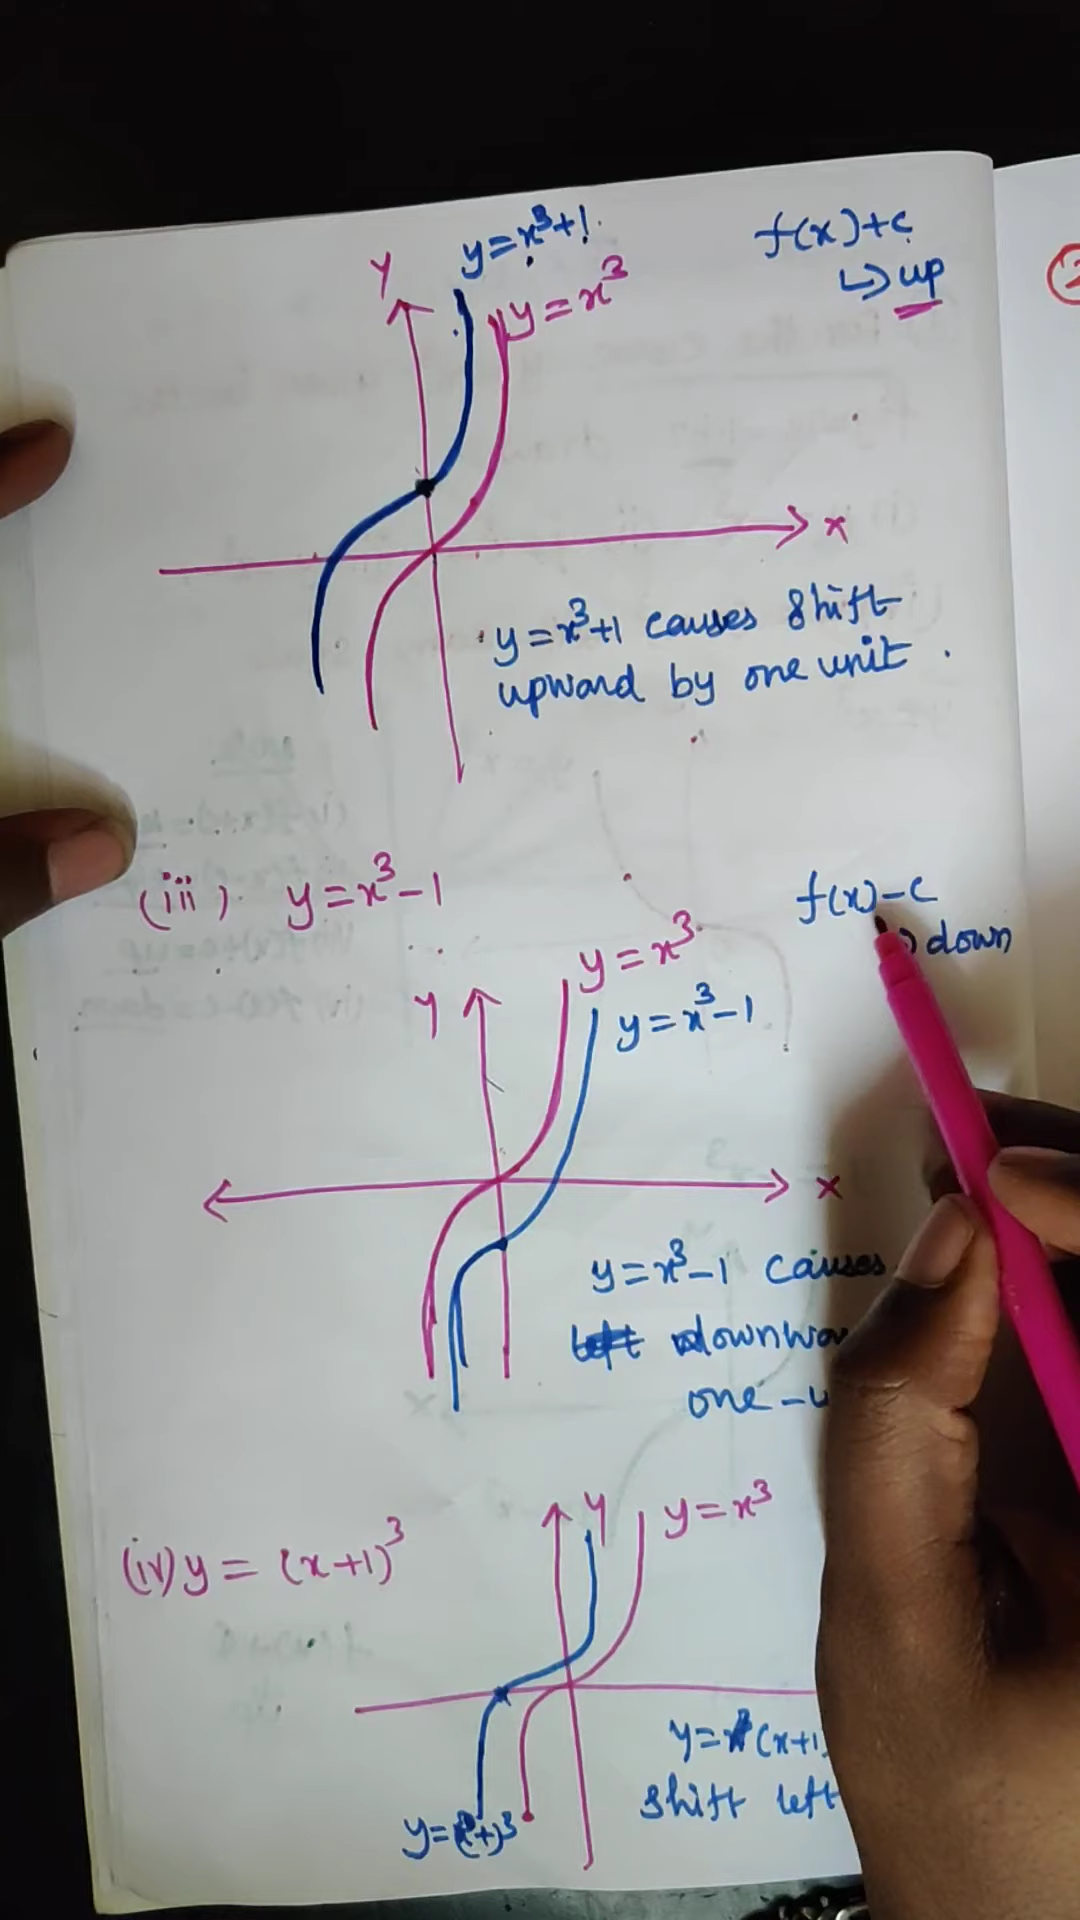 y=x³+1
f(x)+c
↳ up
y
y=x³
x
y=x³+1 causes shift
upward by one unit.
(iii) y=x³-1
f(x)-c
down
y=x³
y
y=x³-1
x
y=x³-1 causes
one-
(iv) y=(x+1)³
y
y=x³
y=(x+1)
shift left